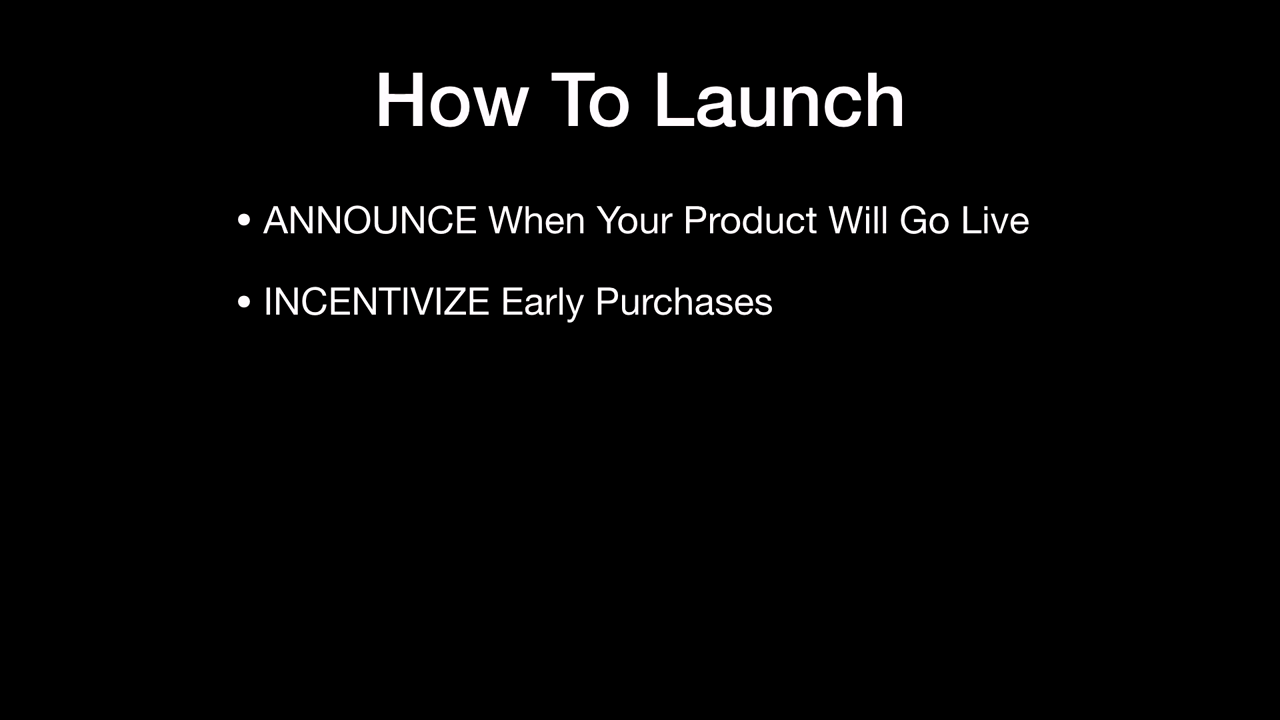 How To Launch
• ANNOUNCE When Your Product Will Go Live
• INCENTIVIZE Early Purchases